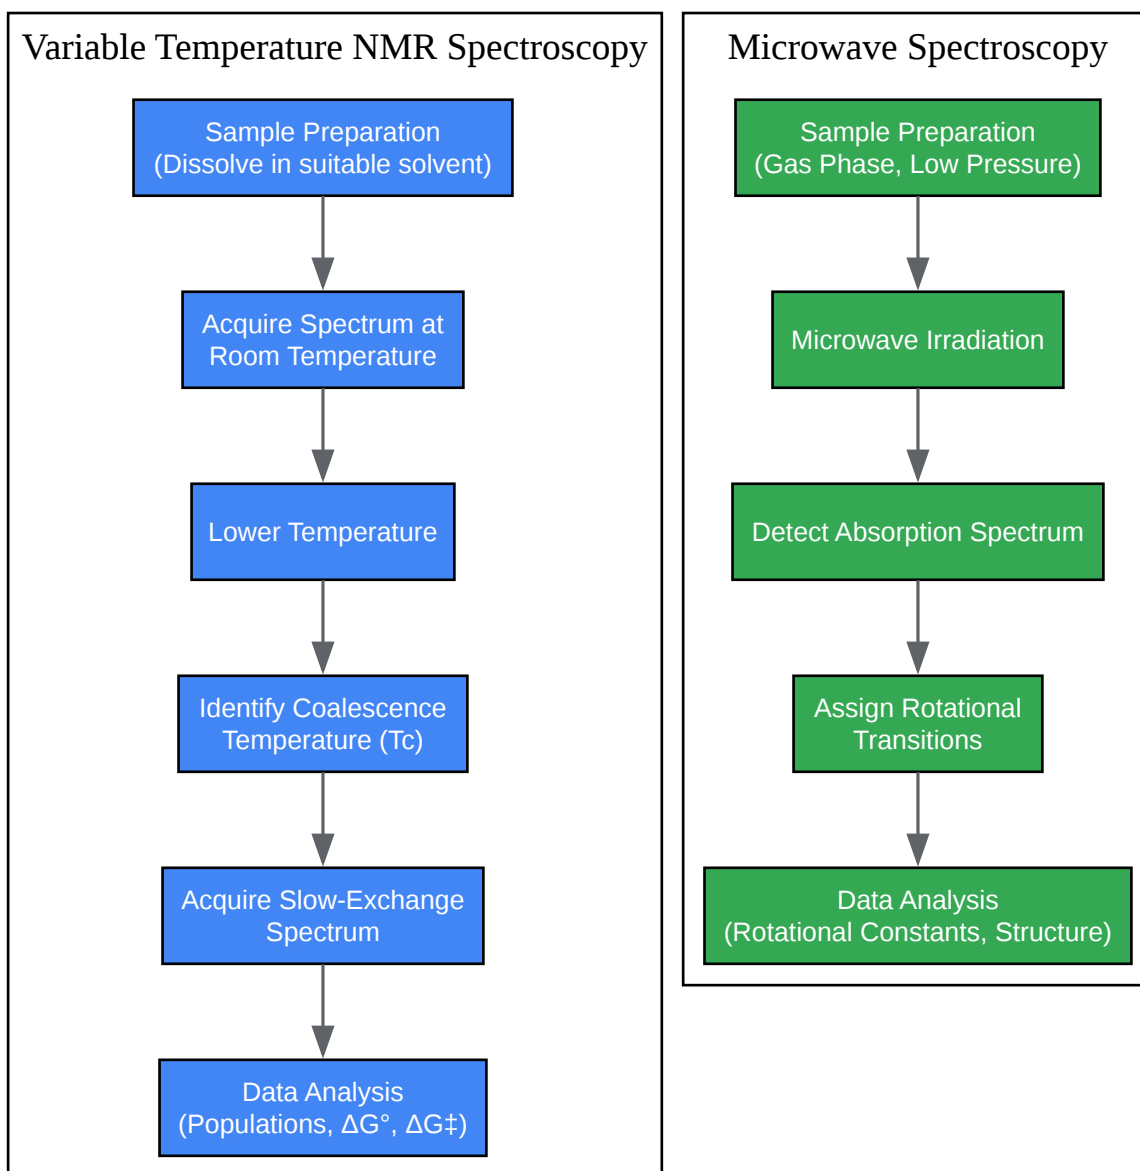 Variable Temperature NMR Spectroscopy
Sample Preparation
(Dissolve in suitable solvent)
Acquire Spectrum at
Room Temperature
Lower Temperature
Identify Coalescence
Temperature (Tc)
Acquire Slow-Exchange
Spectrum
Data Analysis
(Populations, ΔG°, ΔG‡)
Microwave Spectroscopy
Sample Preparation
(Gas Phase, Low Pressure)
Microwave Irradiation
Detect Absorption Spectrum
Assign Rotational
Transitions
Data Analysis
(Rotational Constants, Structure)